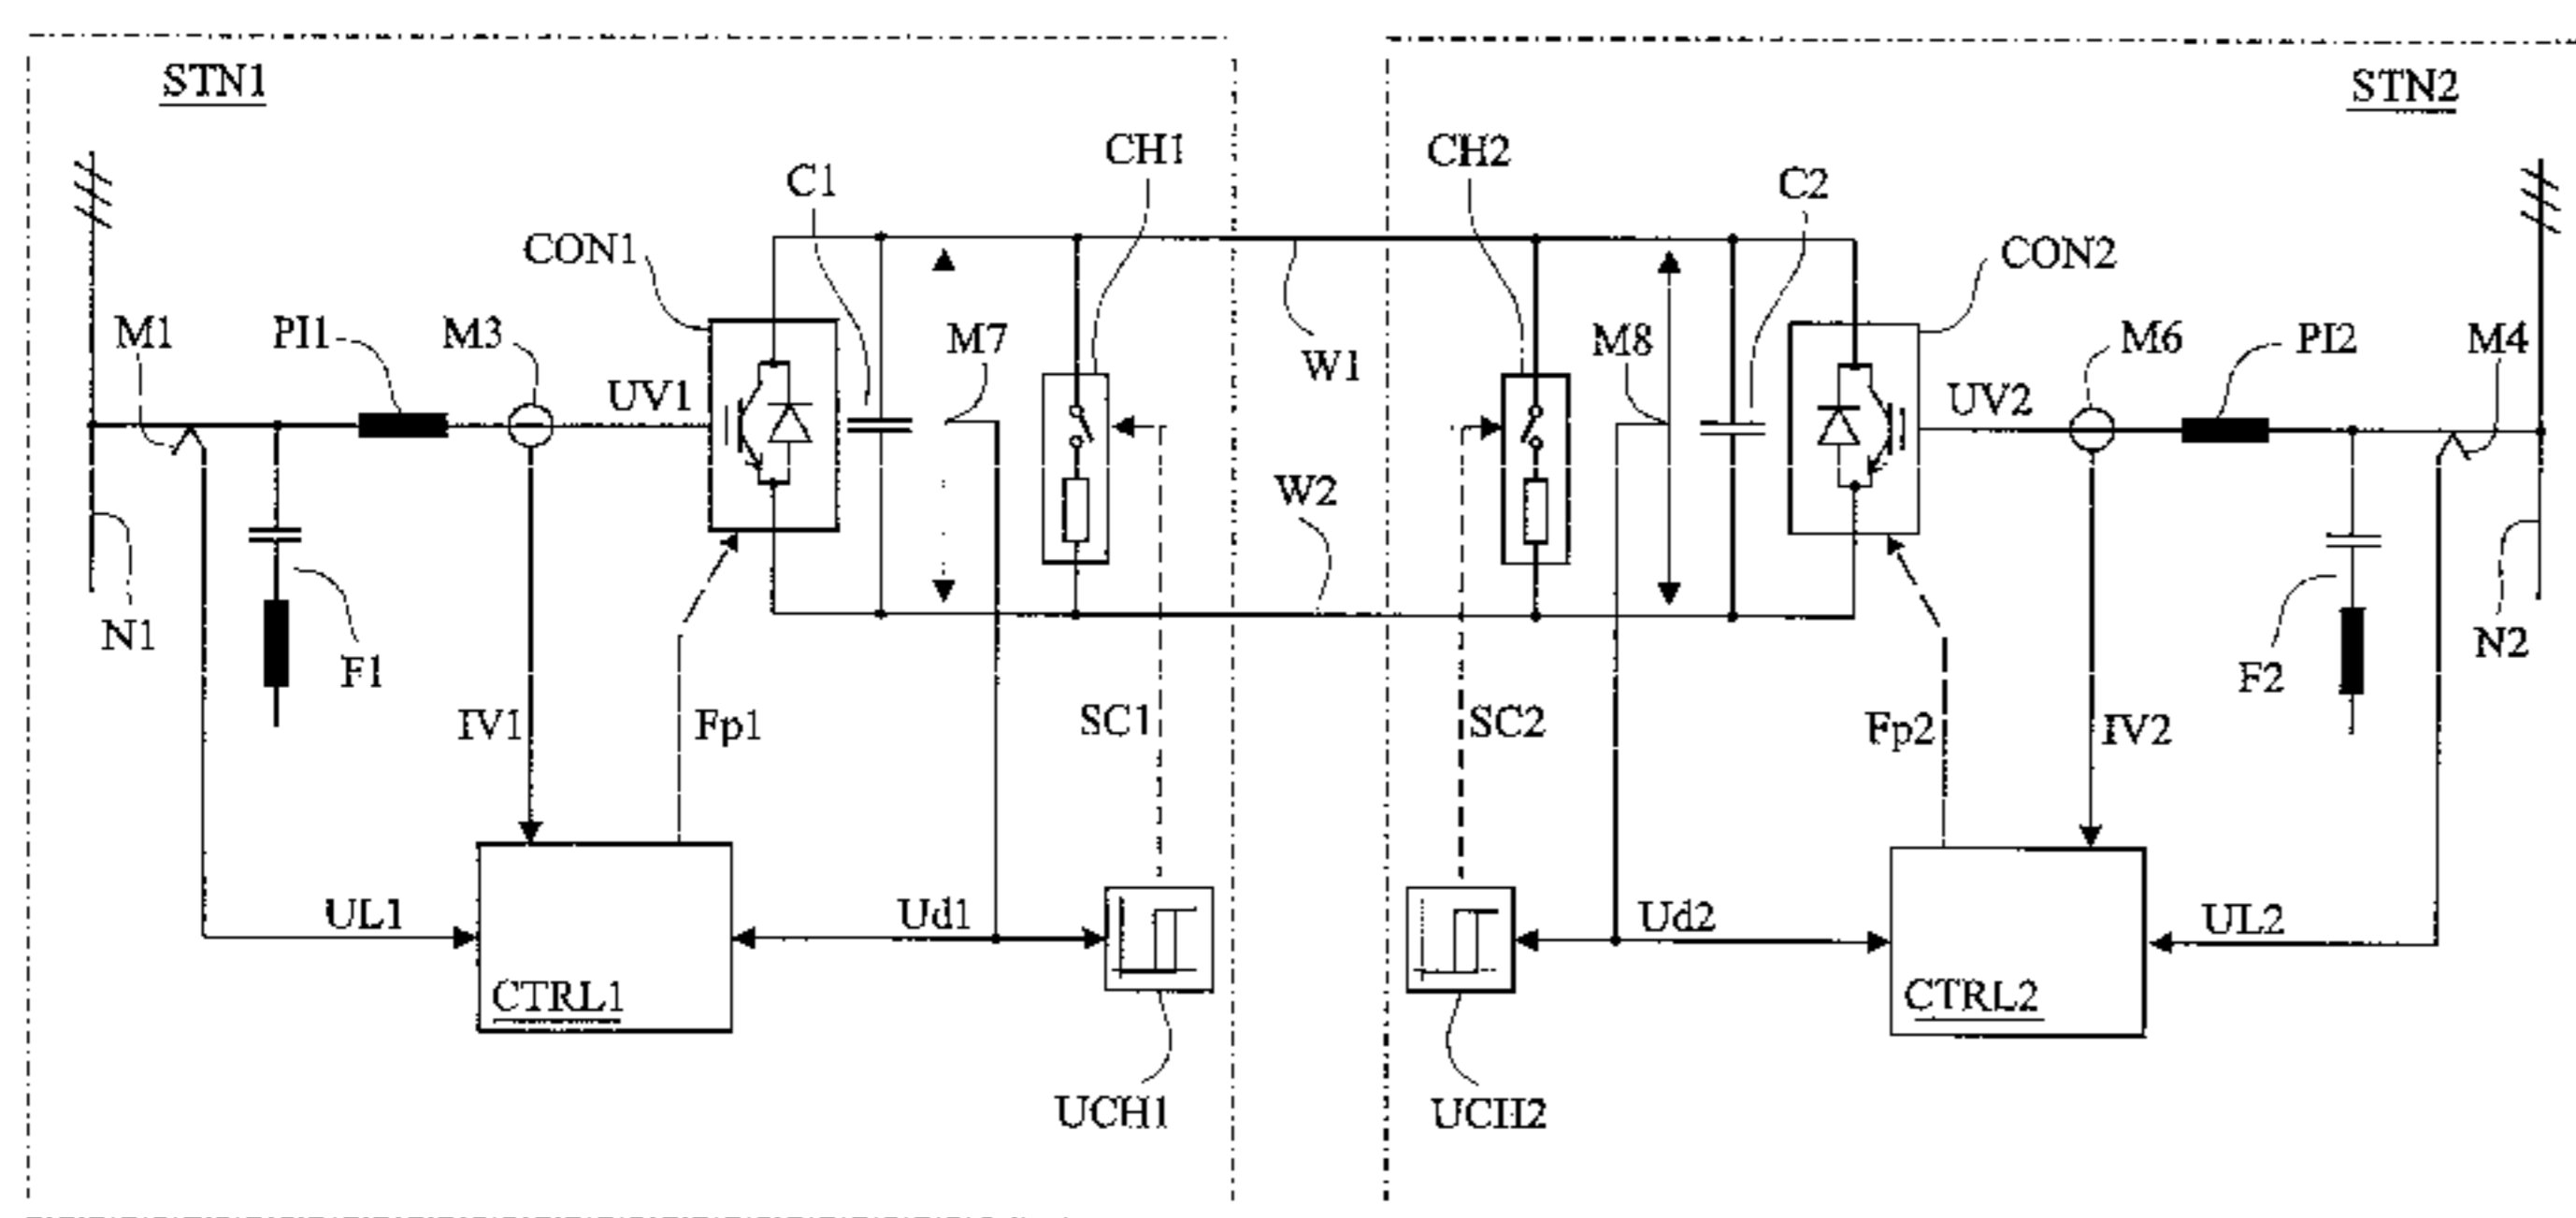 STN1
STN2
CH1
CH2
C1
C2
CON1
CON2
M1
PI1
M3
UV1
M7
W1
M8
UV2
M6
PI2
M4
W2
N1
F1
N2
F2
IV1
Fp1
SC1
SC2
Fp2
IV2
UL1
Ud1
Ud2
UL2
CTRL1
CTRL2
UCH1
UCH2